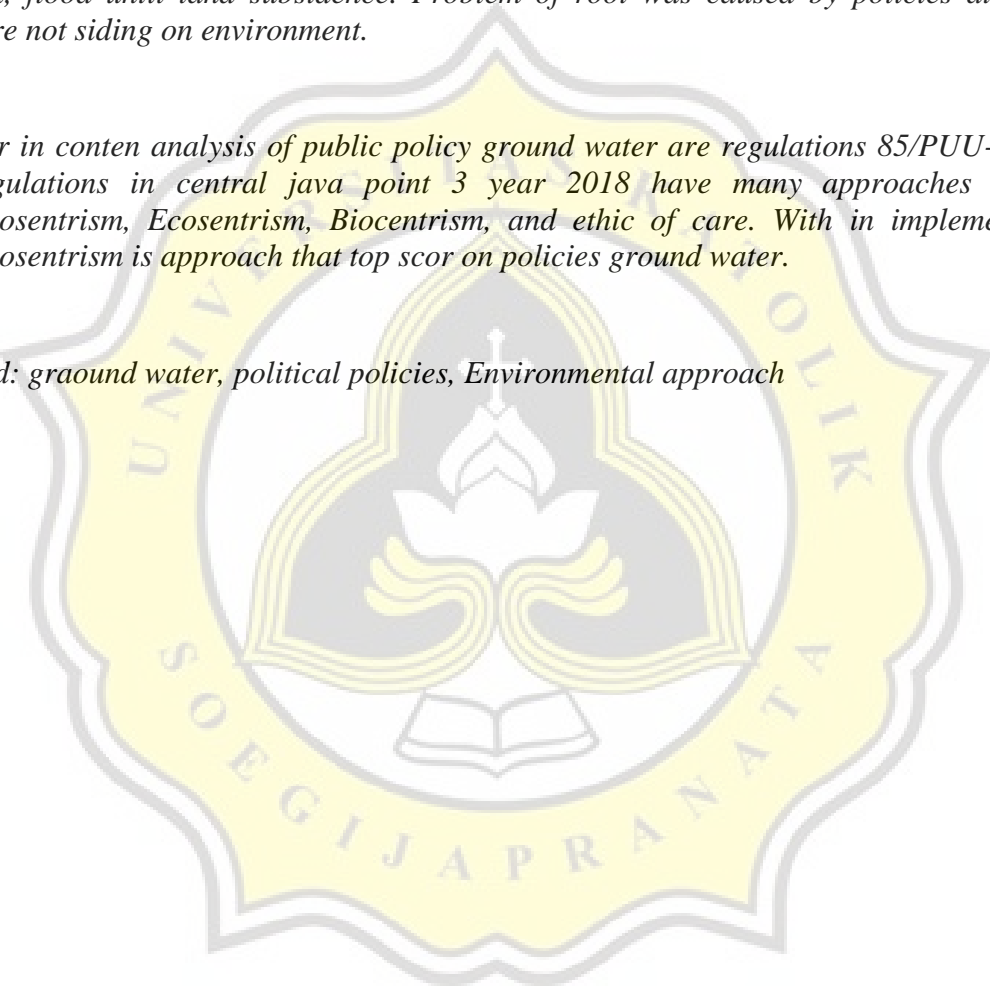 flood until land subsidence. Problem of root was caused by policies
re not siding on environment.
r in conten analysis of public policy ground water are regulations 85/PUU-
gulations in central java point 3 year 2018 have many approaches
osentrism, Ecosentrism, Biocentrism, and ethic of care. With in impleme
osentrism is approach that top scor on policies ground water.
d: graound water, political policies, Environmental approach
UNIVERSITAS KATOLIK
SOEGIJAPRANATA